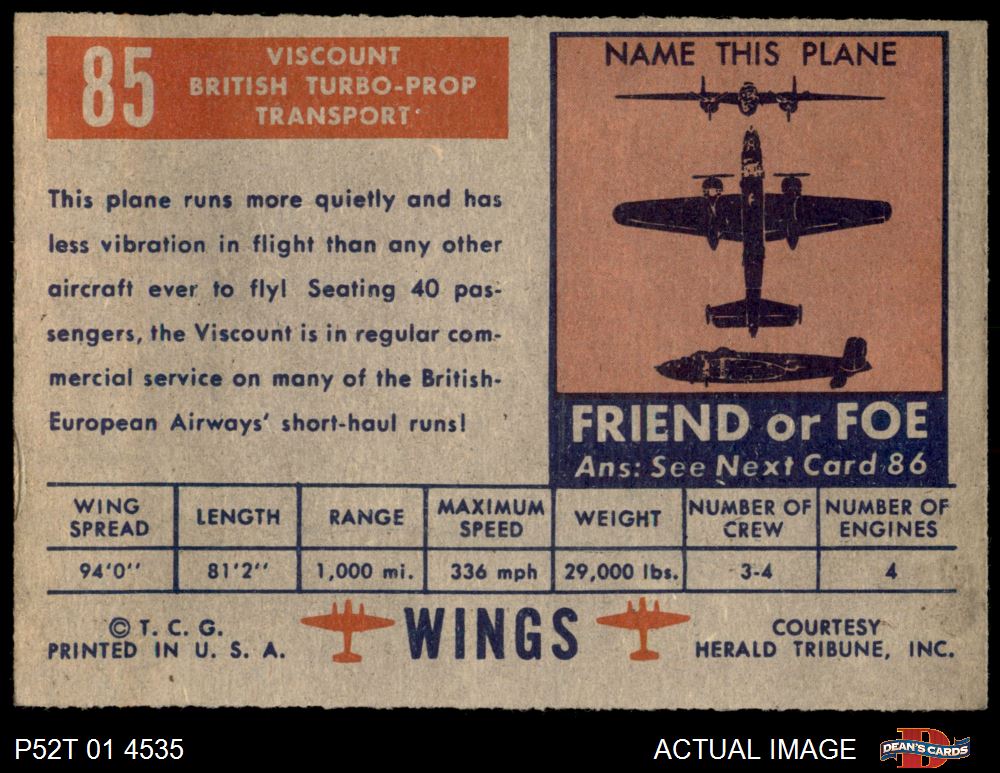 85
VISCOUNT
BRITISH TURBO-PROP
TRANSPORT
This plane runs more quietly and has
less vibration in flight than any other
aircraft ever to fly! Seating 40 pas-
sengers, the Viscount is in regular com-
mercial service on many of the British-
European Airways' short-haul runs!
NAME THIS PLANE
FRIEND or FOE
Ans: See Next Card 86
WING SPREAD
LENGTH
RANGE
MAXIMUM SPEED
WEIGHT
NUMBER OF CREW
NUMBER OF ENGINES
94'0''
81'2''
1,000 mi.
336 mph
29,000 lbs.
3-4
4
© T. C. G.
PRINTED IN U. S. A.
WINGS
COURTESY
HERALD TRIBUNE, INC.
P52T 01 4535
ACTUAL IMAGE
D
DEAN'S CARDS